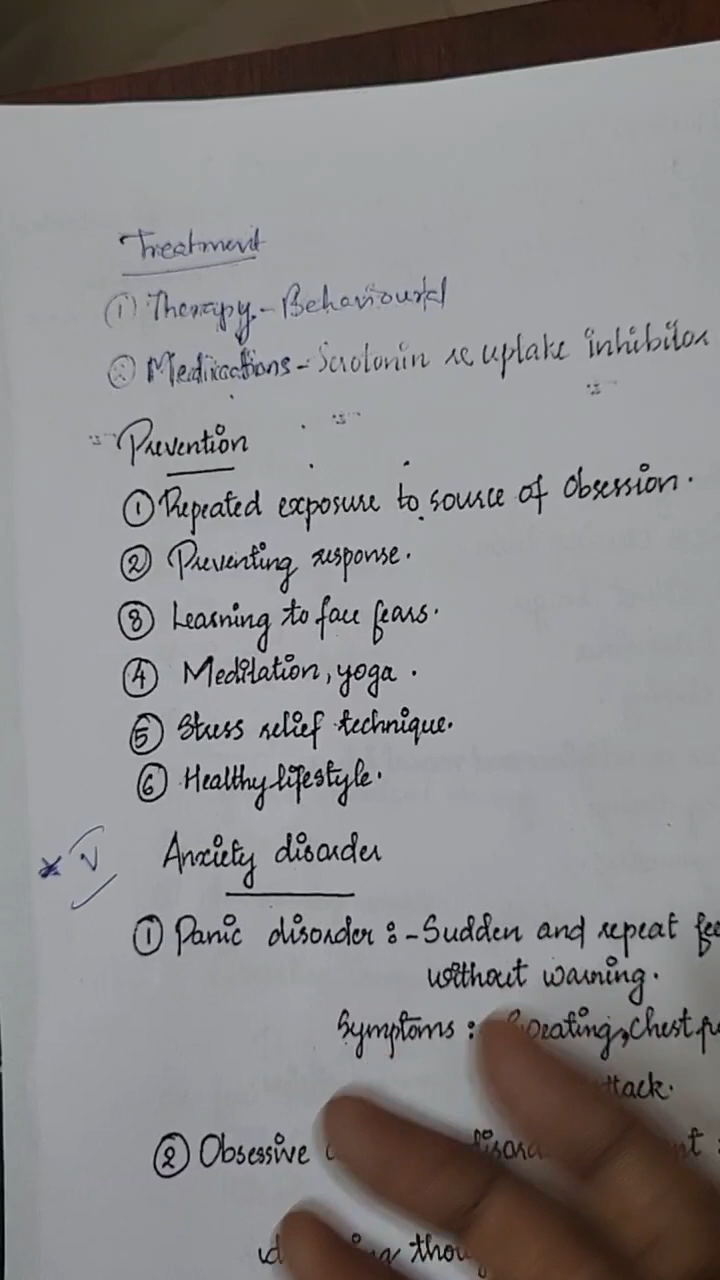 Treatment
① Therapy - Behavioural
② Medications - Serotonin re uptake inhibitor
Prevention
① Repeated exposure to source of obsession.
② Preventing response.
③ Learning to face fears.
④ Meditation, yoga.
⑤ Stress relief technique.
⑥ Healthy lifestyle.
Anxiety disorder
① Panic disorder :- Sudden and repeat
without warning.
Symptoms :
② Obsessive